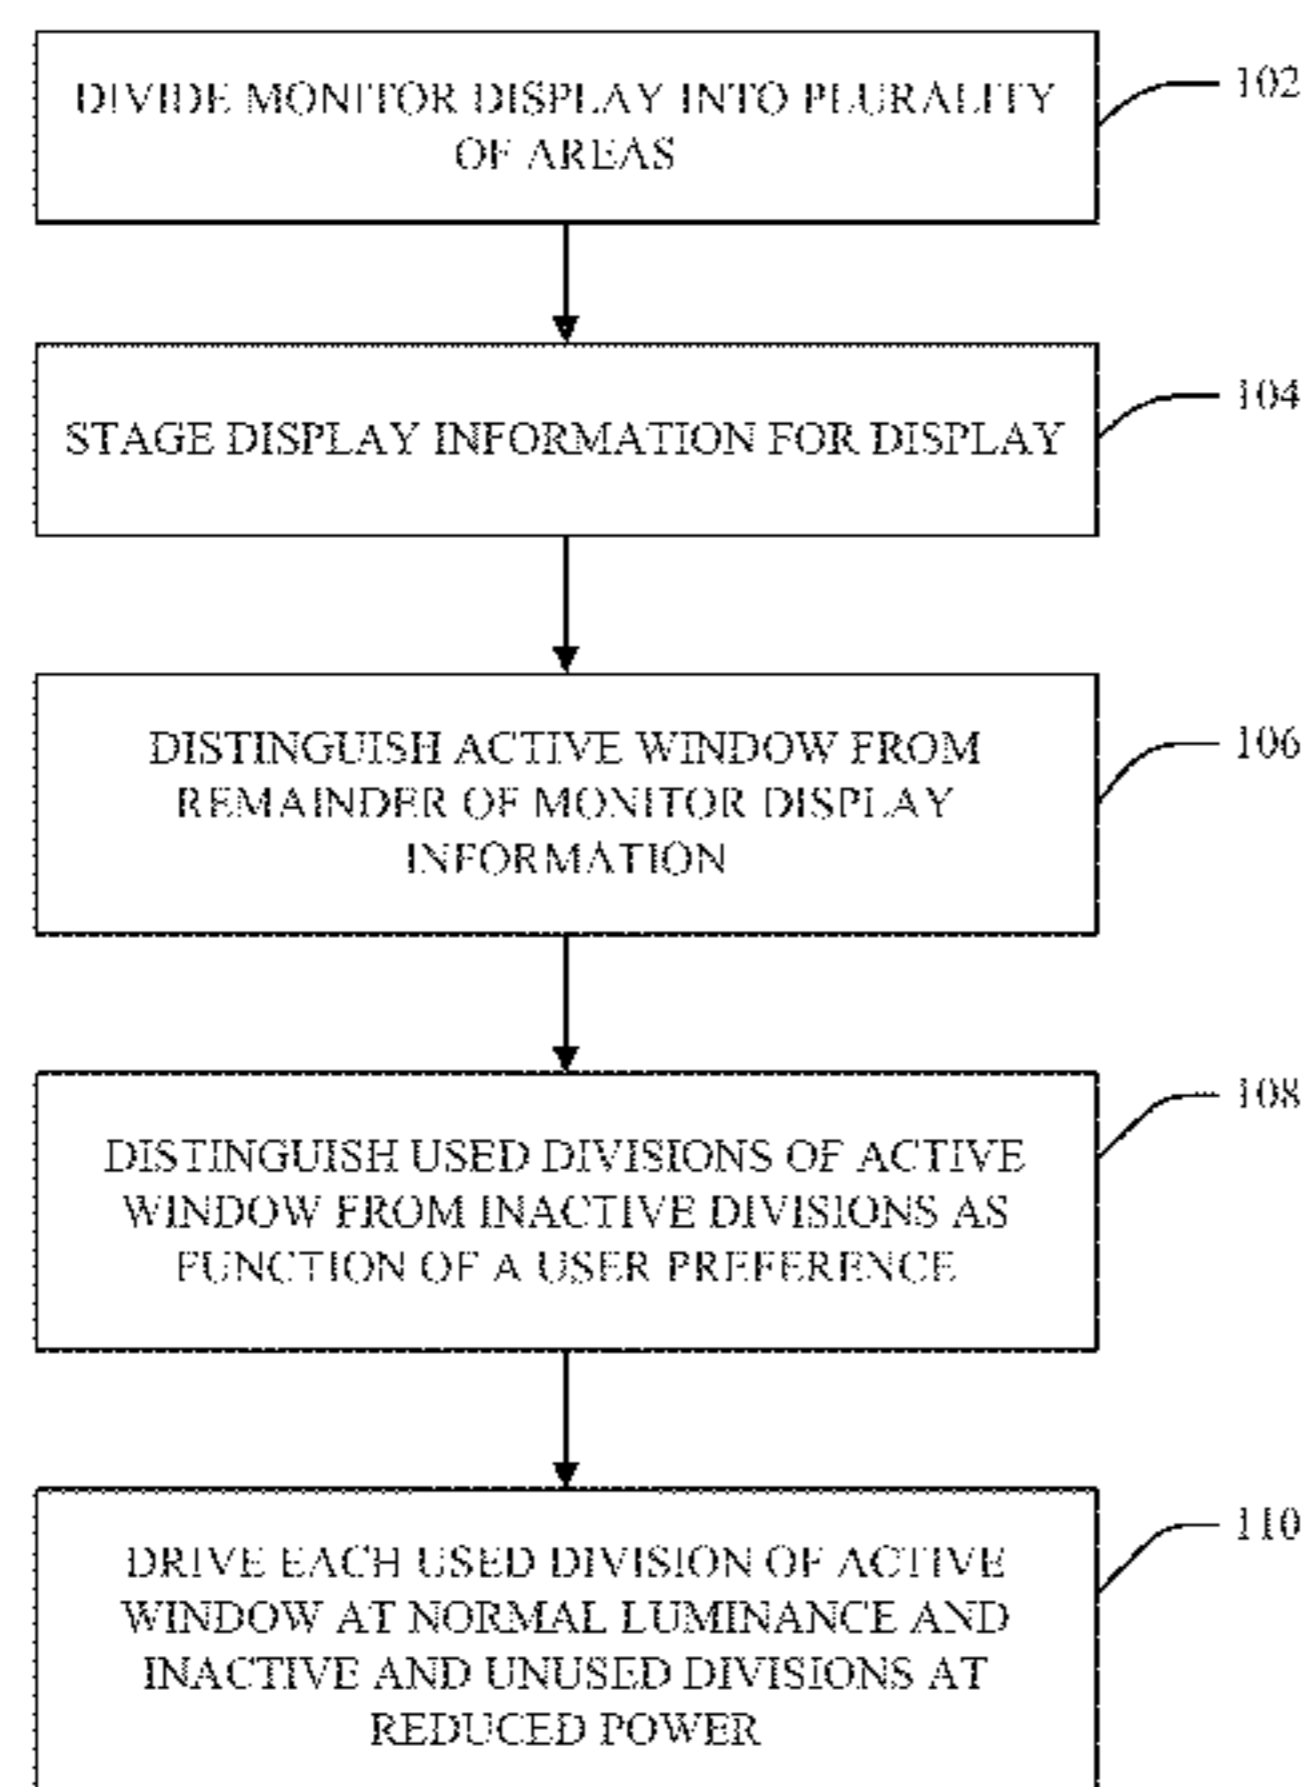 DIVIDE MONITOR DISPLAY INTO PLURALITY
OF AREAS
102
STAGE DISPLAY INFORMATION FOR DISPLAY
104
DISTINGUISH ACTIVE WINDOW FROM
REMAINDER OF MONITOR DISPLAY
INFORMATION
106
DISTINGUISH USED DIVISIONS OF ACTIVE
WINDOW FROM INACTIVE DIVISIONS AS
FUNCTION OF A USER PREFERENCE
108
DRIVE EACH USED DIVISION OF ACTIVE
WINDOW AT NORMAL LUMINANCE AND
INACTIVE AND UNUSED DIVISIONS AT
REDUCED POWER
110